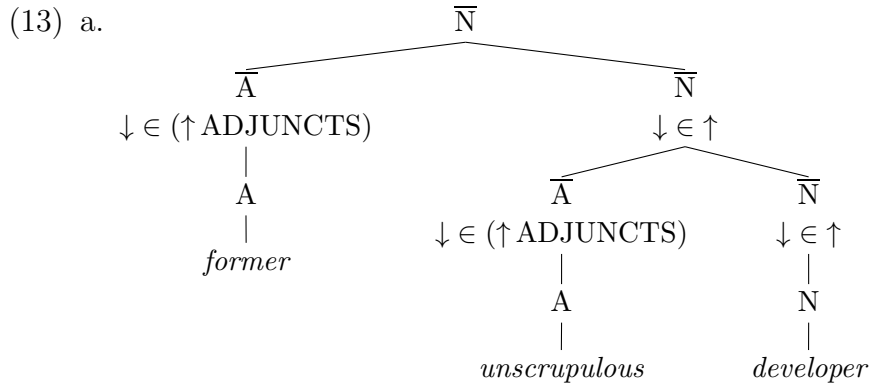 (13) a. N̅
A̅ N̅
↓ ∈ (↑ ADJUNCTS) ↓ ∈ ↑
A A̅ N̅
former ↓ ∈ (↑ ADJUNCTS) ↓ ∈ ↑
A N
unscrupulous developer